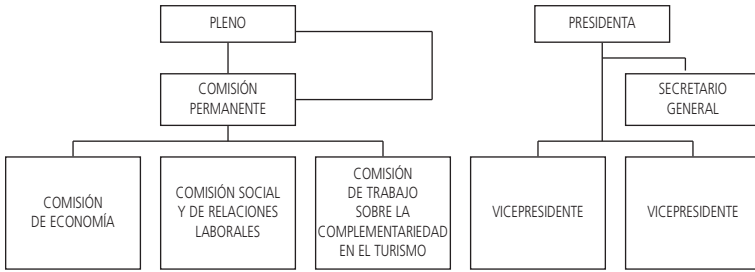 PLENO
PRESIDENTA
COMISIÓN
PERMANENTE
SECRETARIO
GENERAL
COMISIÓN
DE ECONOMÍA
COMISIÓN SOCIAL
Y DE RELACIONES
LABORALES
COMISIÓN
DE TRABAJO
SOBRE LA
COMPLEMENTARIEDAD
EN EL TURISMO
VICEPRESIDENTE
VICEPRESIDENTE